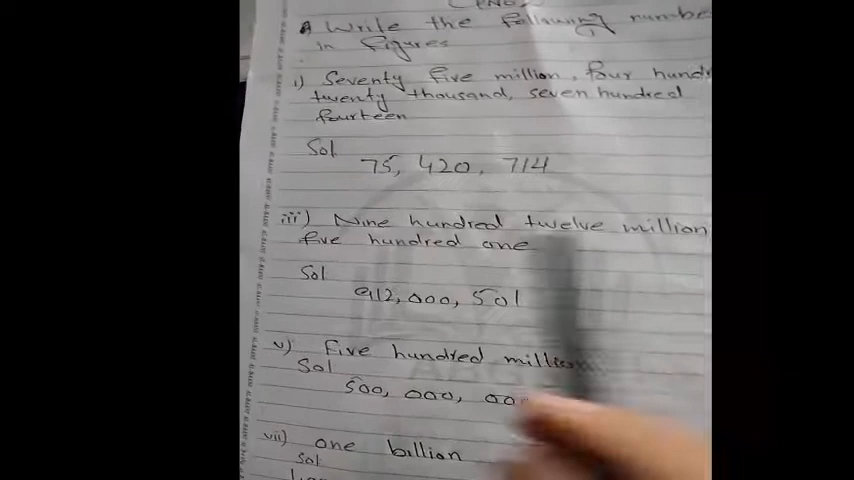 Write the following numbe
in figures
i) Seventy five million, four hundr
twenty thousand, seven hundred
fourteen
Sol
75, 420, 714
iii) Nine hundred twelve million
five hundred one
Sol
912,000, 501
v) Five hundred million
Sol
500, 000, 00
vii) one billion
Sol